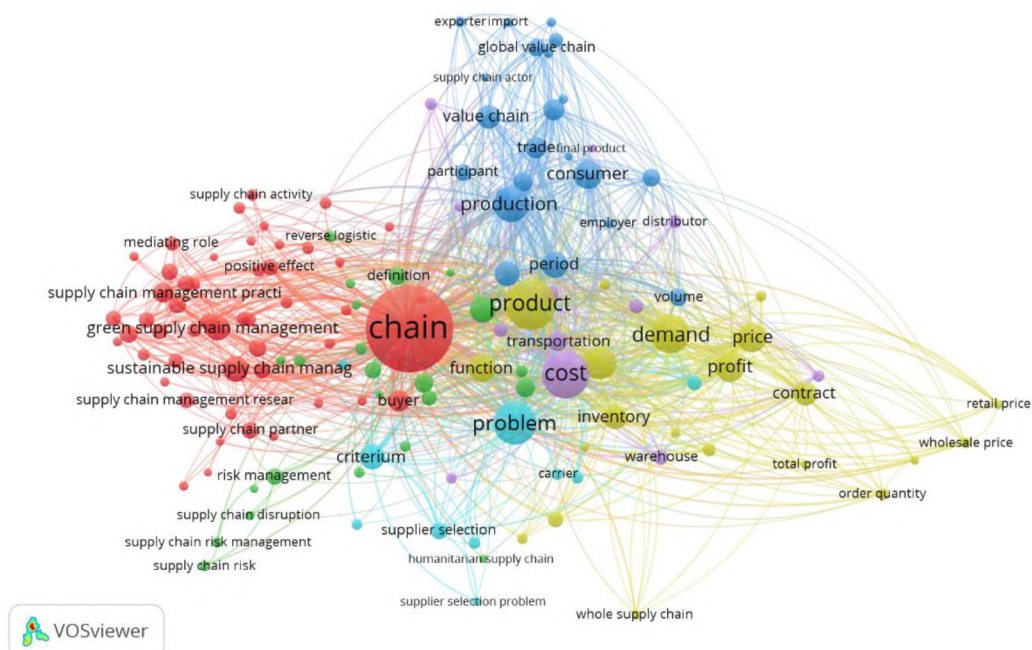 exporter import
global value chain
supply chain actor
value chain
trade final product
participant
consumer
supply chain activity
production
employer distributor
reverse logistic
mediating role
definition
period
positive effect
supply chain management practi
product
volume
green supply chain management
chain
transportation
demand
price
sustainable supply chain manag
function
cost
profit
supply chain management resear
buyer
contract
retail price
supply chain partner
problem
inventory
wholesale price
criterium
warehouse
total profit
risk management
carrier
order quantity
supply chain disruption
supplier selection
supply chain risk management
humanitarian supply chain
supply chain risk
supplier selection problem
whole supply chain
VOSviewer